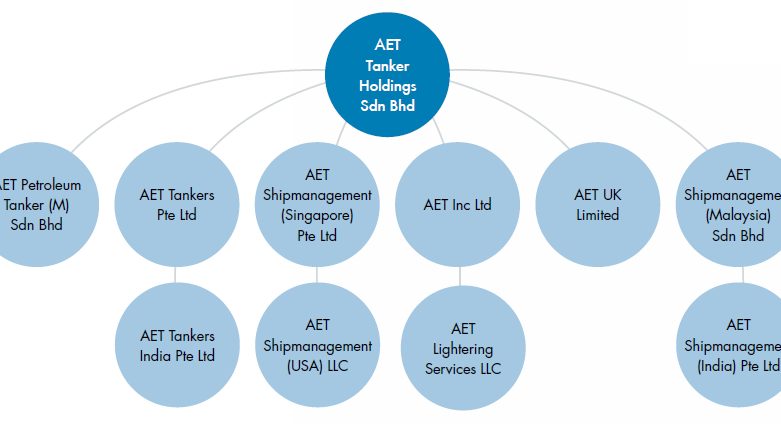 AET
Tanker
Holdings
Sdn Bhd
AET Petroleum
Tanker (M)
Sdn Bhd
AET Tankers
Pte Ltd
AET
Shipmanagement
(Singapore)
Pte Ltd
AET Inc Ltd
AET UK
Limited
AET
Shipmanageme
(Malaysia)
Sdn Bhd
AET Tankers
India Pte Ltd
AET
Shipmanagement
(USA) LLC
AET
Lightering
Services LLC
AET
Shipmanageme
(India) Pte Ltd